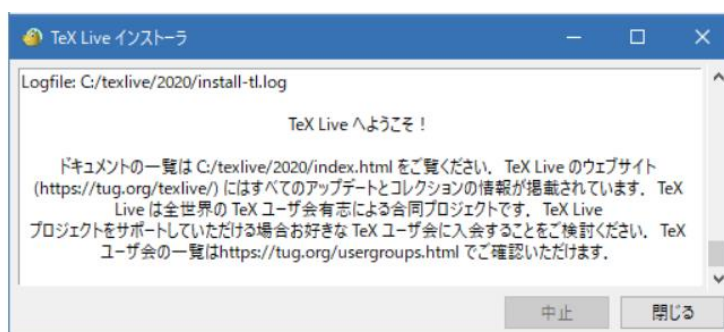 TeX Live インストーラ
Logfile: C:/texlive/2020/install-tl.log
TeX Live へようこそ！
ドキュメントの一覧は C:/texlive/2020/index.html をご覧ください． TeX Live のウェブサイト
(https://tug.org/texlive/) にはすべてのアップデートとコレクションの情報が掲載されています． TeX
Live は全世界の TeX ユーザ会有志による合同プロジェクトです． TeX Live
プロジェクトをサポートしていただける場合お好きな TeX ユーザ会に入会することをご検討ください． TeX
ユーザ会の一覧はhttps://tug.org/usergroups.html でご確認いただけます．
中止
閉じる